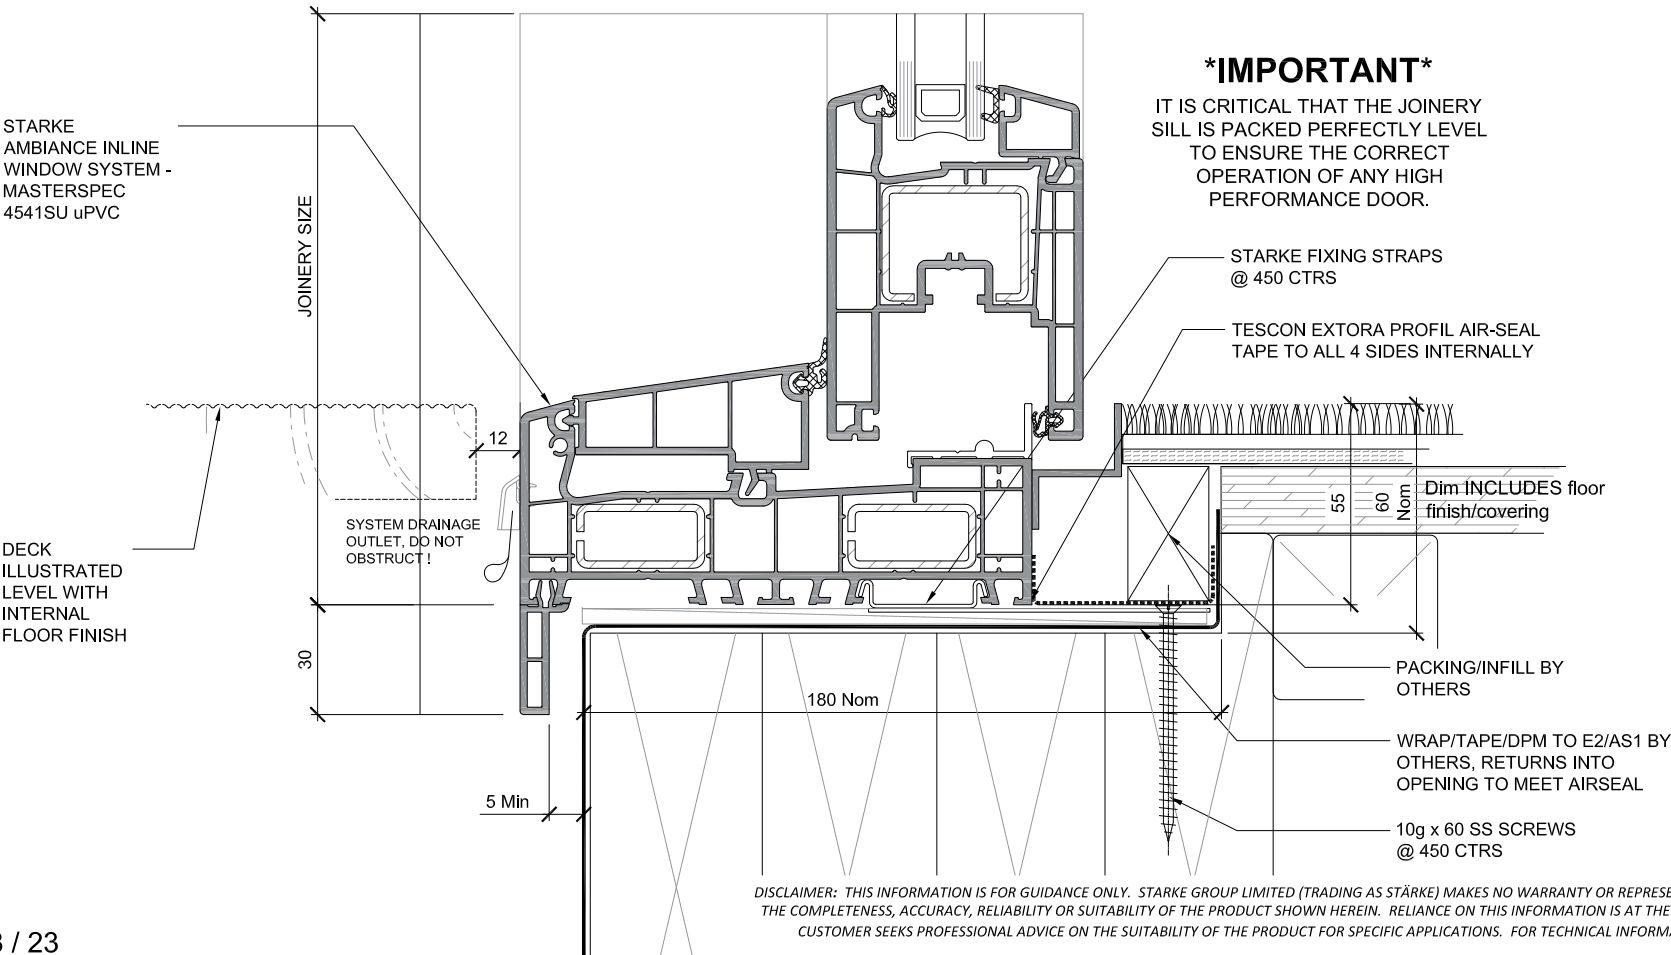 *IMPORTANT*
IT IS CRITICAL THAT THE JOINERY
SILL IS PACKED PERFECTLY LEVEL
TO ENSURE THE CORRECT
OPERATION OF ANY HIGH
PERFORMANCE DOOR.
STARKE
AMBIANCE INLINE
WINDOW SYSTEM -
MASTERSPEC
4541SU uPVC
JOINERY SIZE
STARKE FIXING STRAPS
@ 450 CTRS
TESCON EXTORA PROFIL AIR-SEAL
TAPE TO ALL 4 SIDES INTERNALLY
12
SYSTEM DRAINAGE
OUTLET, DO NOT
OBSTRUCT !
55
60
Nom
Dim INCLUDES floor
finish/covering
DECK
ILLUSTRATED
LEVEL WITH
INTERNAL
FLOOR FINISH
30
180 Nom
5 Min
PACKING/INFILL BY
OTHERS
WRAP/TAPE/DPM TO E2/AS1 BY
OTHERS, RETURNS INTO
OPENING TO MEET AIRSEAL
10g x 60 SS SCREWS
@ 450 CTRS
DISCLAIMER: THIS INFORMATION IS FOR GUIDANCE ONLY. STARKE GROUP LIMITED (TRADING AS STÄRKE) MAKES NO WARRANTY OR REPRESE
THE COMPLETENESS, ACCURACY, RELIABILITY OR SUITABILITY OF THE PRODUCT SHOWN HEREIN. RELIANCE ON THIS INFORMATION IS AT THE
CUSTOMER SEEKS PROFESSIONAL ADVICE ON THE SUITABILITY OF THE PRODUCT FOR SPECIFIC APPLICATIONS. FOR TECHNICAL INFORMA
/ 23